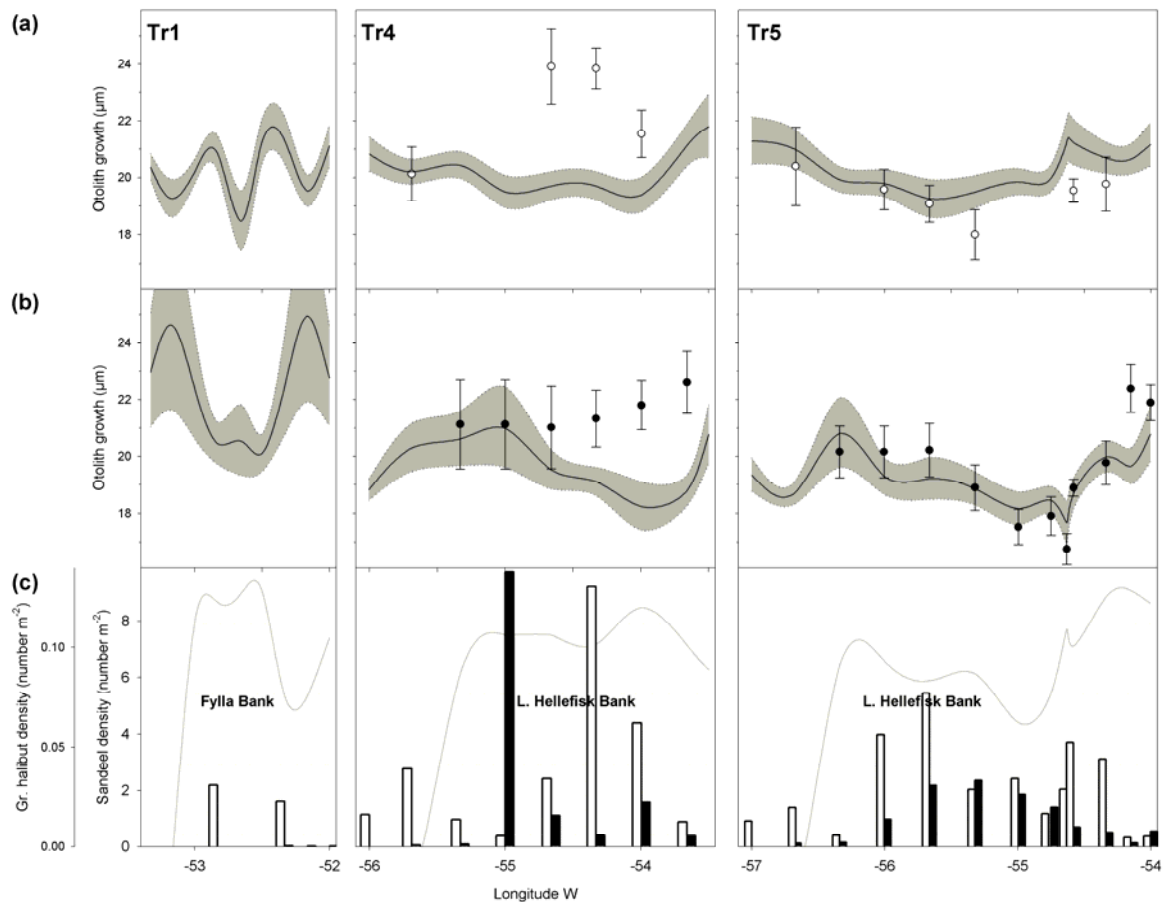 (a)
Tr1
Tr4
Tr5
Otolith growth (µm)
24
22
20
18
(b)
Otolith growth (µm)
24
22
20
18
(c)
Gr. halibut density (number m⁻²)
0.10
0.05
0.00
Sandeel density (number m⁻²)
8
6
4
2
0
Fylla Bank
L. Hellefisk Bank
L. Hellefisk Bank
-53
-52
-56
-55
-54
-57
-56
-55
-54
Longitude W